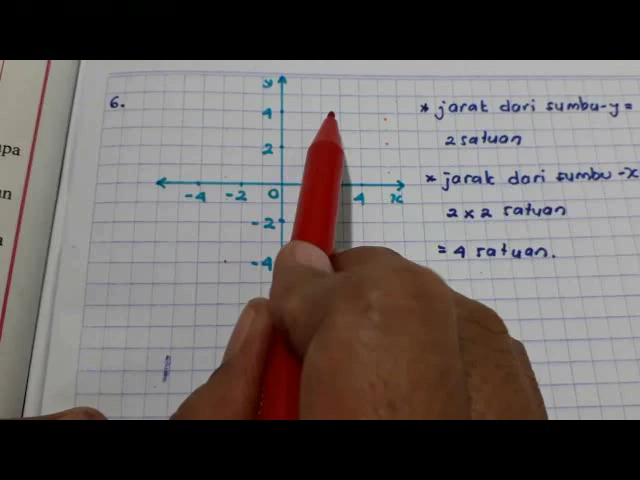 6.
y
4
2
-4 -2 0 4 x
-2
-4
* jarak dari sumbu-y =
2 satuan
* jarak dari sumbu-x
2 x 2 satuan
= 4 satuan.